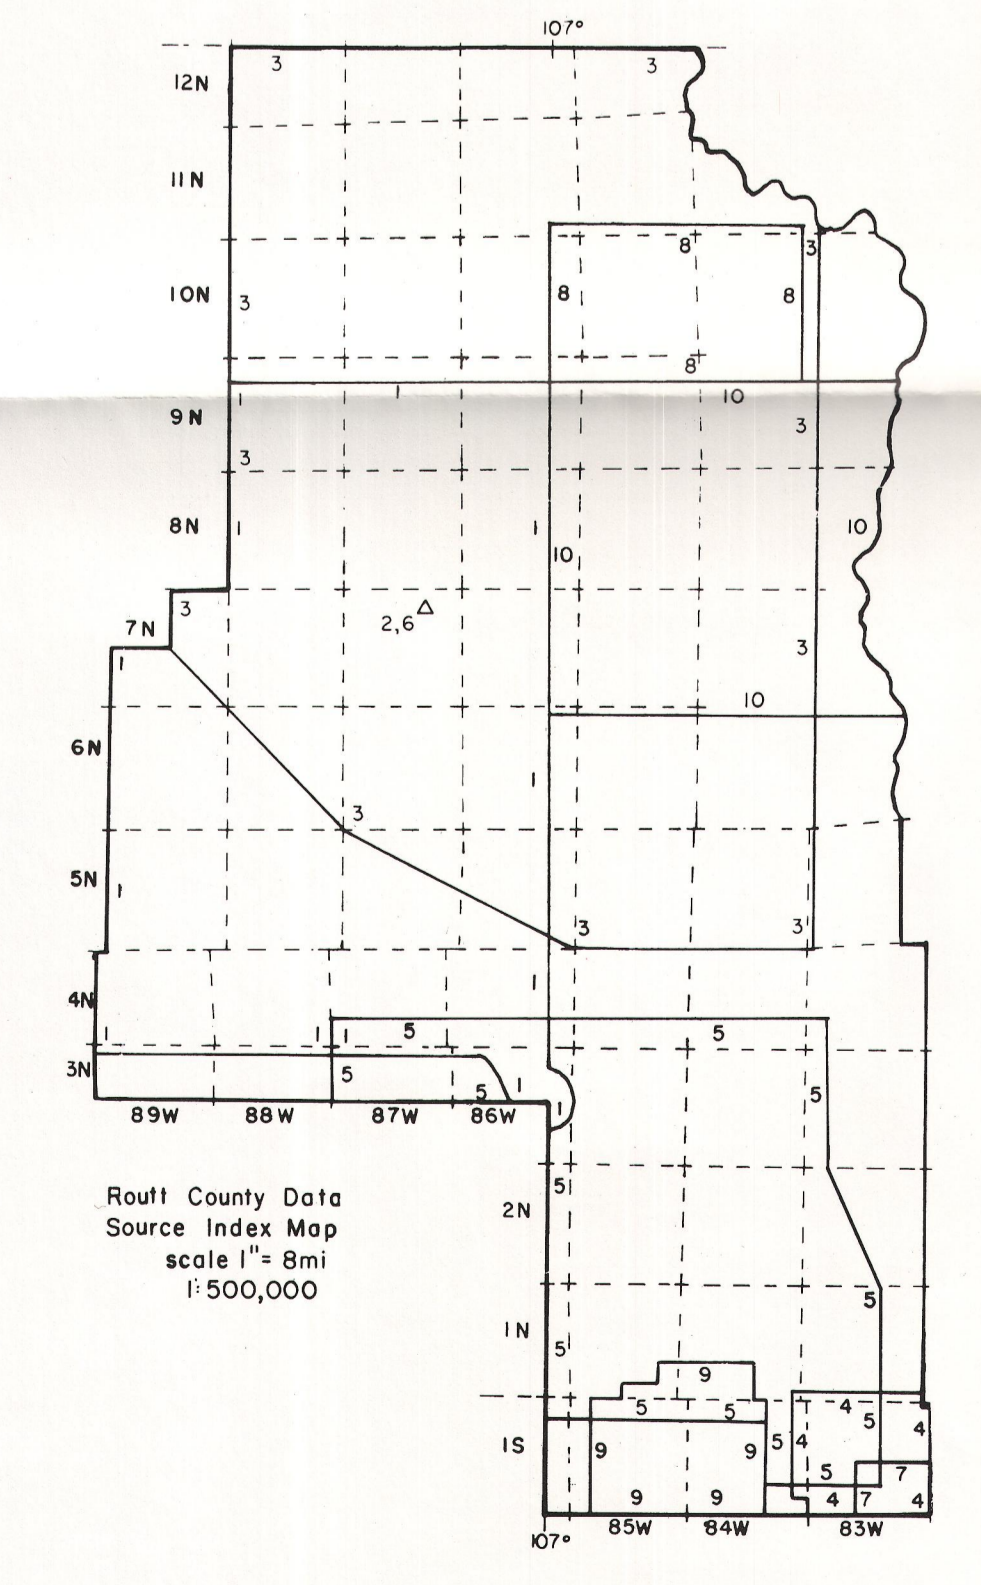 107°
3 3
12N
11N
8 3
10N 3 8 8
8
1 1 10
9N 3
3
8N 1 1 10
10
3 2,6
7N
1 3
10
6N 1
3
5N 1
3 3
4N 1
1 1 1 5 5
3N 5 5 1 5
1
89W 88W 87W 86W
5
Routt County Data
Source Index Map
scale 1"= 8mi
1:500,000
2N
5
1N
5
9
5 5 4 5 4
1S 9 9 5 4
5 7
9 9 4 7 4
85W 84W 83W
107°